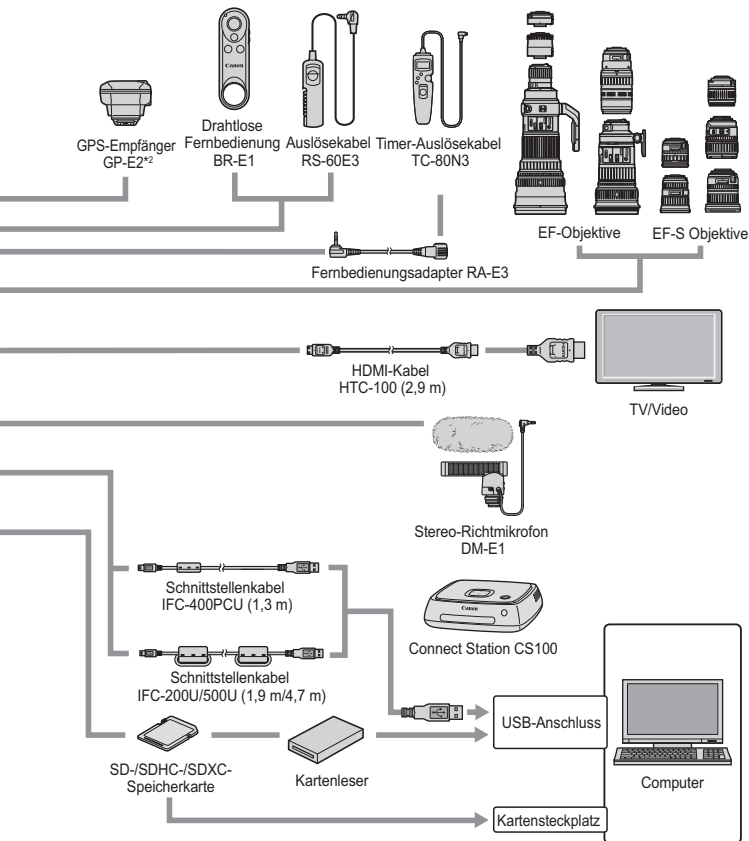 Canon
GPS-Empfänger
GP-E2*2
Drahtlose
Fernbedienung
BR-E1
Auslösekabel
RS-60E3
Timer-Auslösekabel
TC-80N3
EF-Objektive
EF-S Objektive
Fernbedienungsadapter RA-E3
HDMI-Kabel
HTC-100 (2,9 m)
TV/Video
Stereo-Richtmikrofon
DM-E1
Schnittstellenkabel
IFC-400PCU (1,3 m)
Canon
Connect Station CS100
Schnittstellenkabel
IFC-200U/500U (1,9 m/4,7 m)
USB-Anschluss
SD-/SDHC-/SDXC-
Speicherkarte
Kartenleser
Computer
Kartensteckplatz